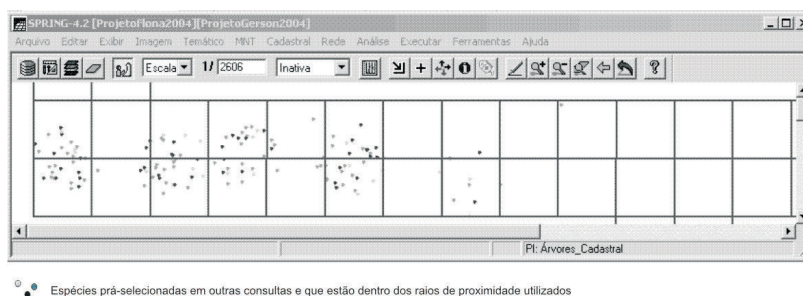 SPRING-4.2 [ProjetoFlona2004][ProjetoGerson2004]
Arquivo Editar Exibir Imagem Temático MNT Cadastral Rede Análise Executar Ferramentas Ajuda
Escala 1/ 2606 Inativa
PI: Árvores_Cadastral
Espécies prá-selecionadas em outras consultas e que estão dentro dos raios de proximidade utilizados